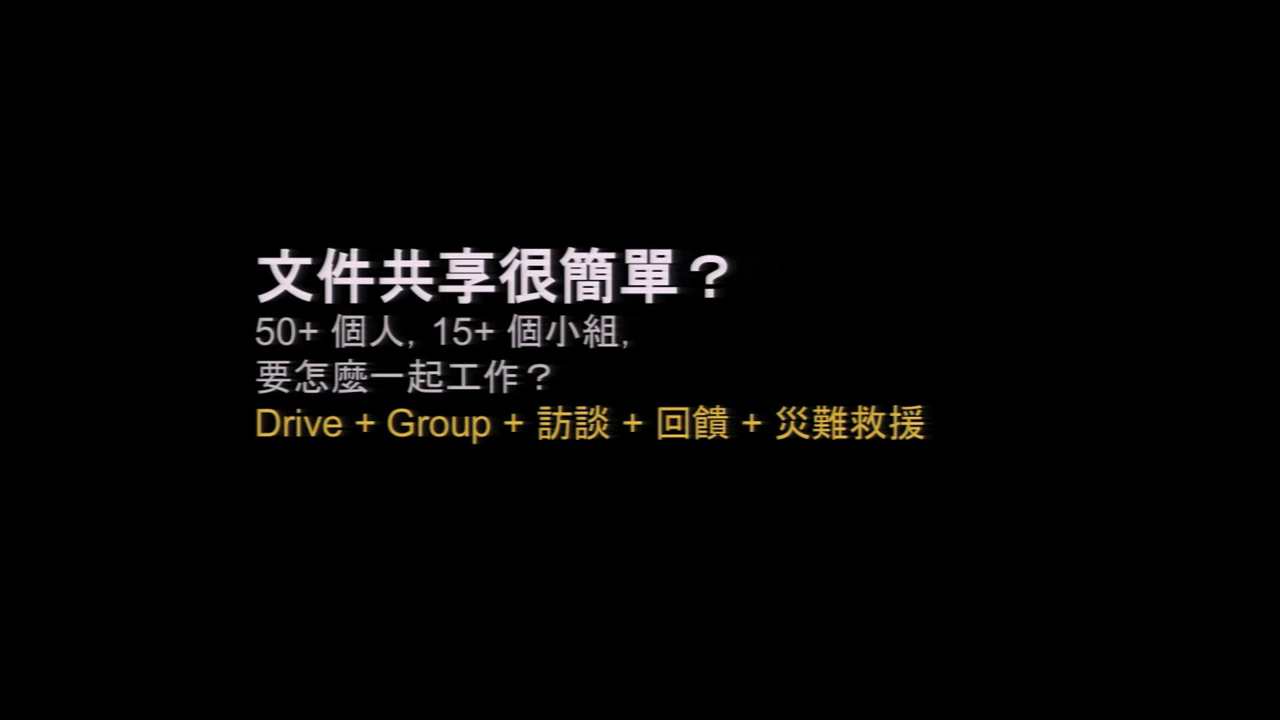 文件共享很簡單？
50+ 個人, 15+ 個小組,
要怎麼一起工作？
Drive + Group + 訪談 + 回饋 + 災難救援